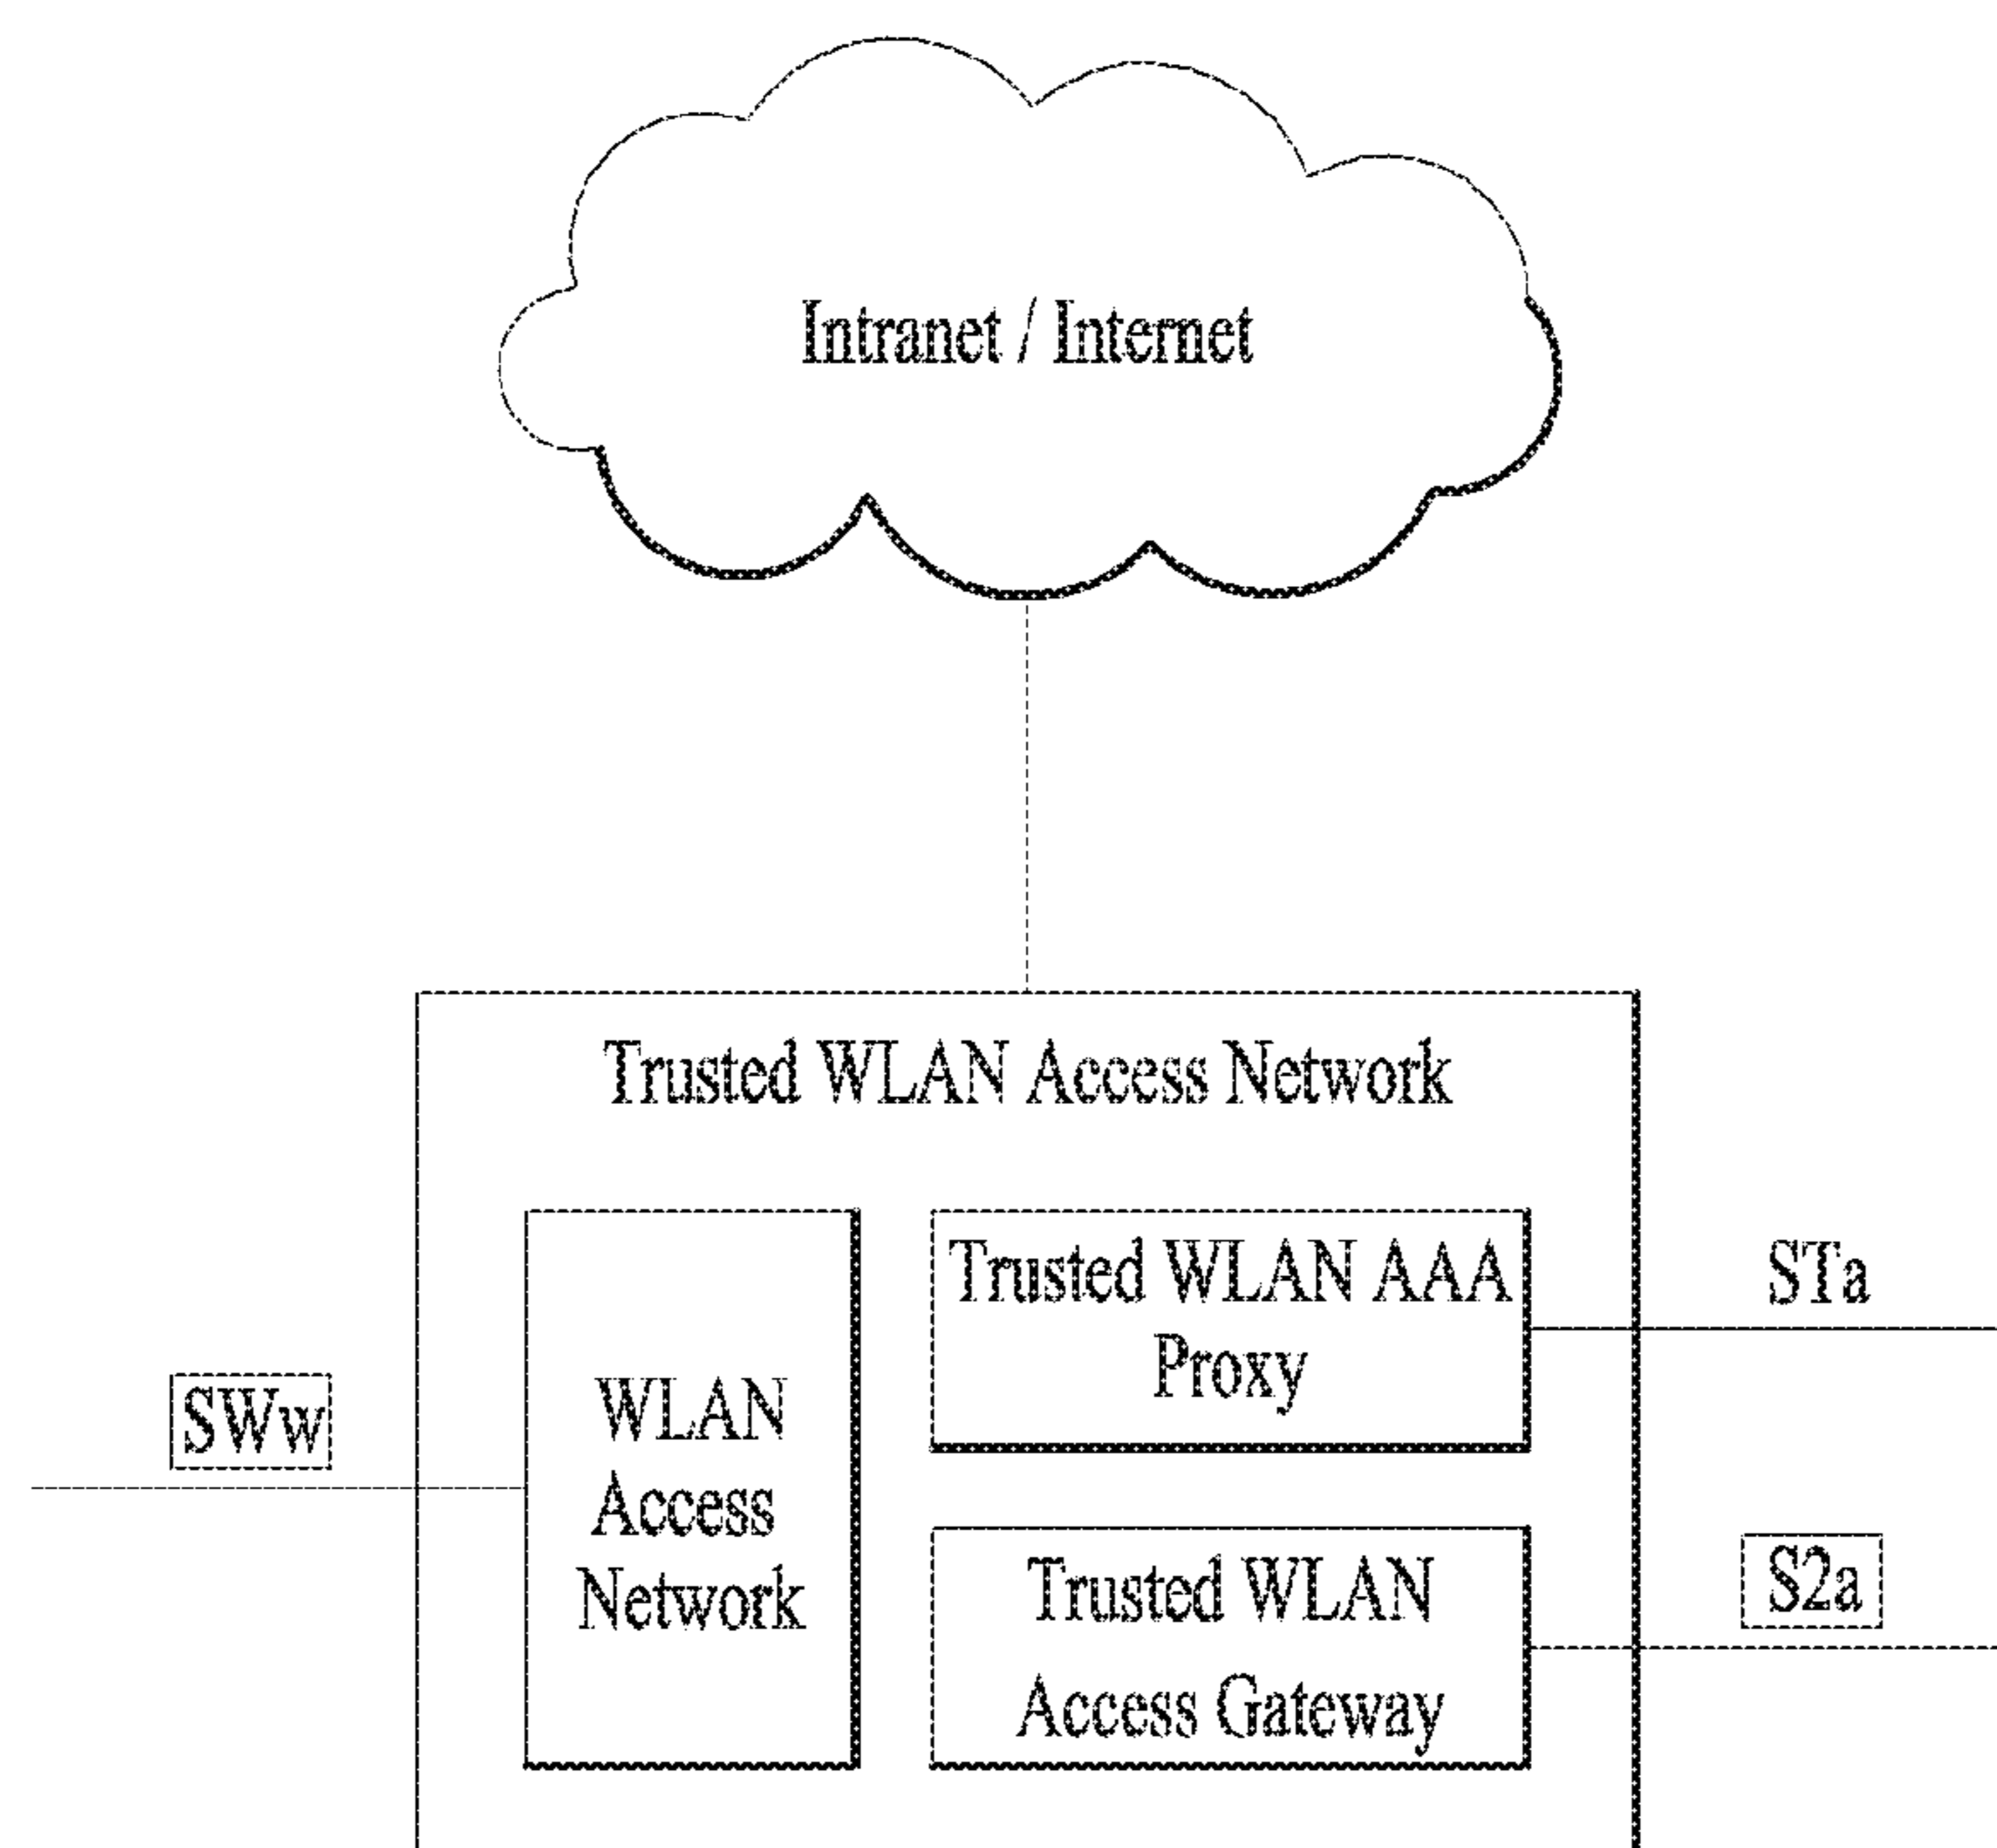 Intranet / Internet
Trusted WLAN Access Network
WLAN
Access
Network
Trusted WLAN AAA
Proxy
Trusted WLAN
Access Gateway
SWw
STa
S2a